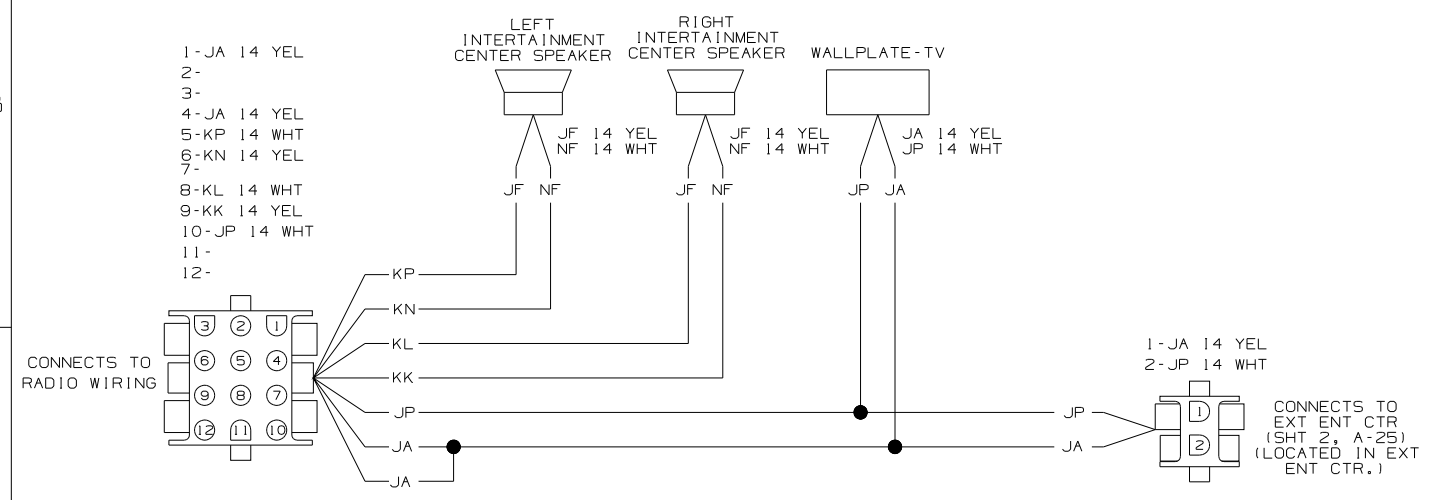 LEFT
INTERTAINMENT
CENTER SPEAKER
RIGHT
INTERTAINMENT
CENTER SPEAKER
WALLPLATE-TV
1-JA 14 YEL
2-
3-
4-JA 14 YEL
5-KP 14 WHT
6-KN 14 YEL
7-
8-KL 14 WHT
9-KK 14 YEL
10-JP 14 WHT
11-
12-
JF 14 YEL
NF 14 WHT
JF 14 YEL
NF 14 WHT
JA 14 YEL
JP 14 WHT
JF NF
JF NF
JP JA
KP
KN
KL
KK
JP
JA
JA
CONNECTS TO
RADIO WIRING
3 2 1
6 5 4
9 8 7
12 11 10
JP
JA
1-JA 14 YEL
2-JP 14 WHT
1
2
CONNECTS TO
EXT ENT CTR
(SHT 2, A-25)
(LOCATED IN EXT
ENT CTR.)